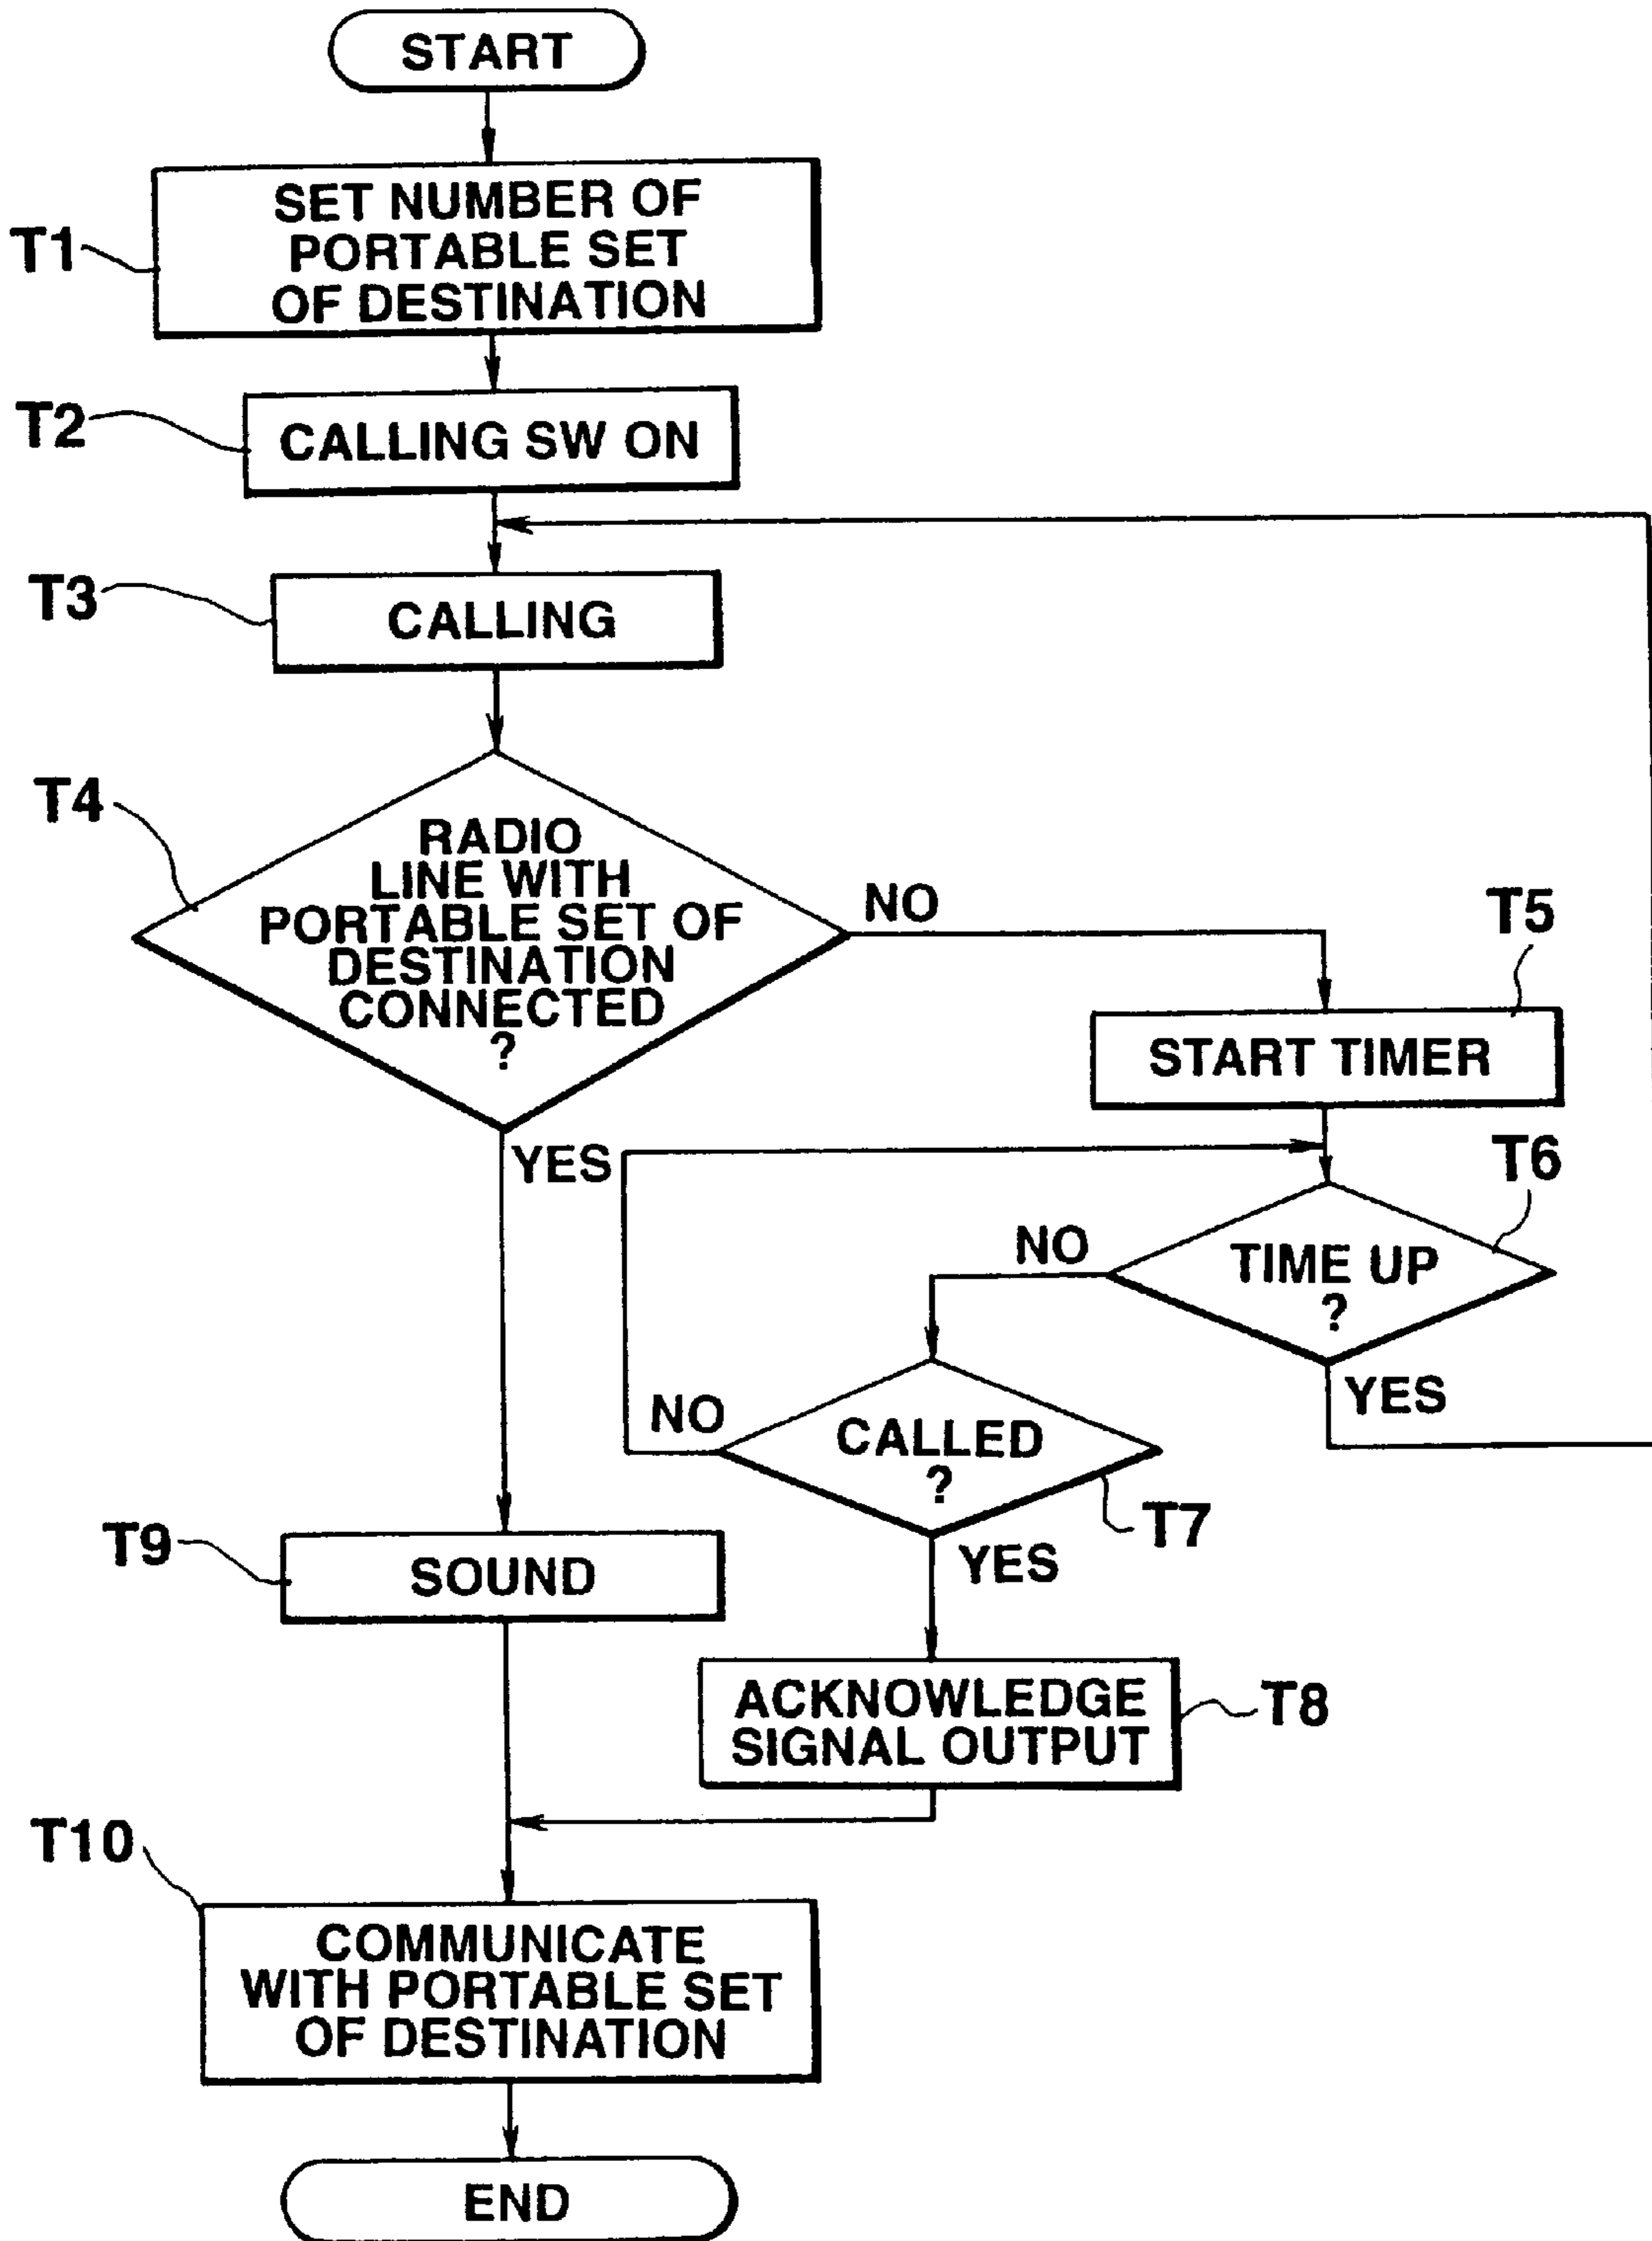 START
T1
SET NUMBER OF
PORTABLE SET
OF DESTINATION
T2
CALLING SW ON
T3
CALLING
T4
RADIO
LINE WITH
PORTABLE SET OF
DESTINATION
CONNECTED
?
NO
YES
T5
START TIMER
T6
TIME UP
?
NO
YES
CALLED
?
NO
YES
T7
T9
SOUND
ACKNOWLEDGE
SIGNAL OUTPUT
T8
T10
COMMUNICATE
WITH PORTABLE SET
OF DESTINATION
END